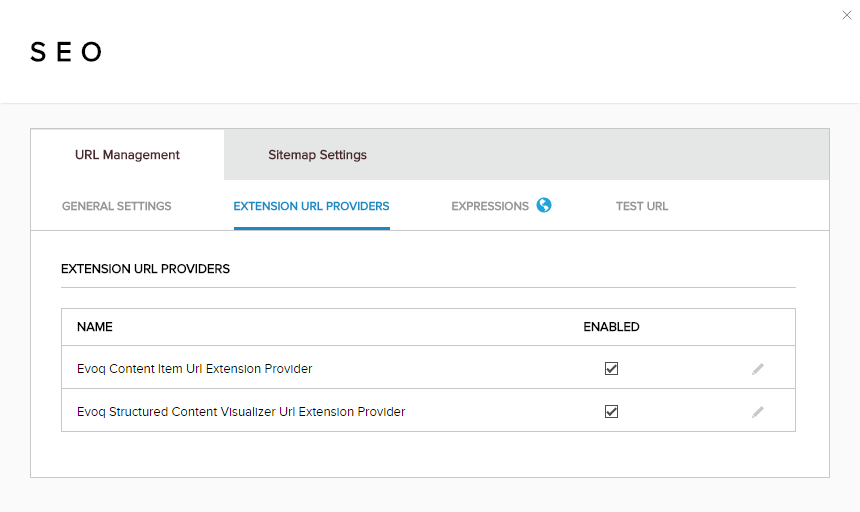 SEO
URL Management Sitemap Settings
GENERAL SETTINGS EXTENSION URL PROVIDERS EXPRESSIONS TEST URL
EXTENSION URL PROVIDERS
NAME ENABLED
Evoq Content Item Url Extension Provider
Evoq Structured Content Visualizer Url Extension Provider